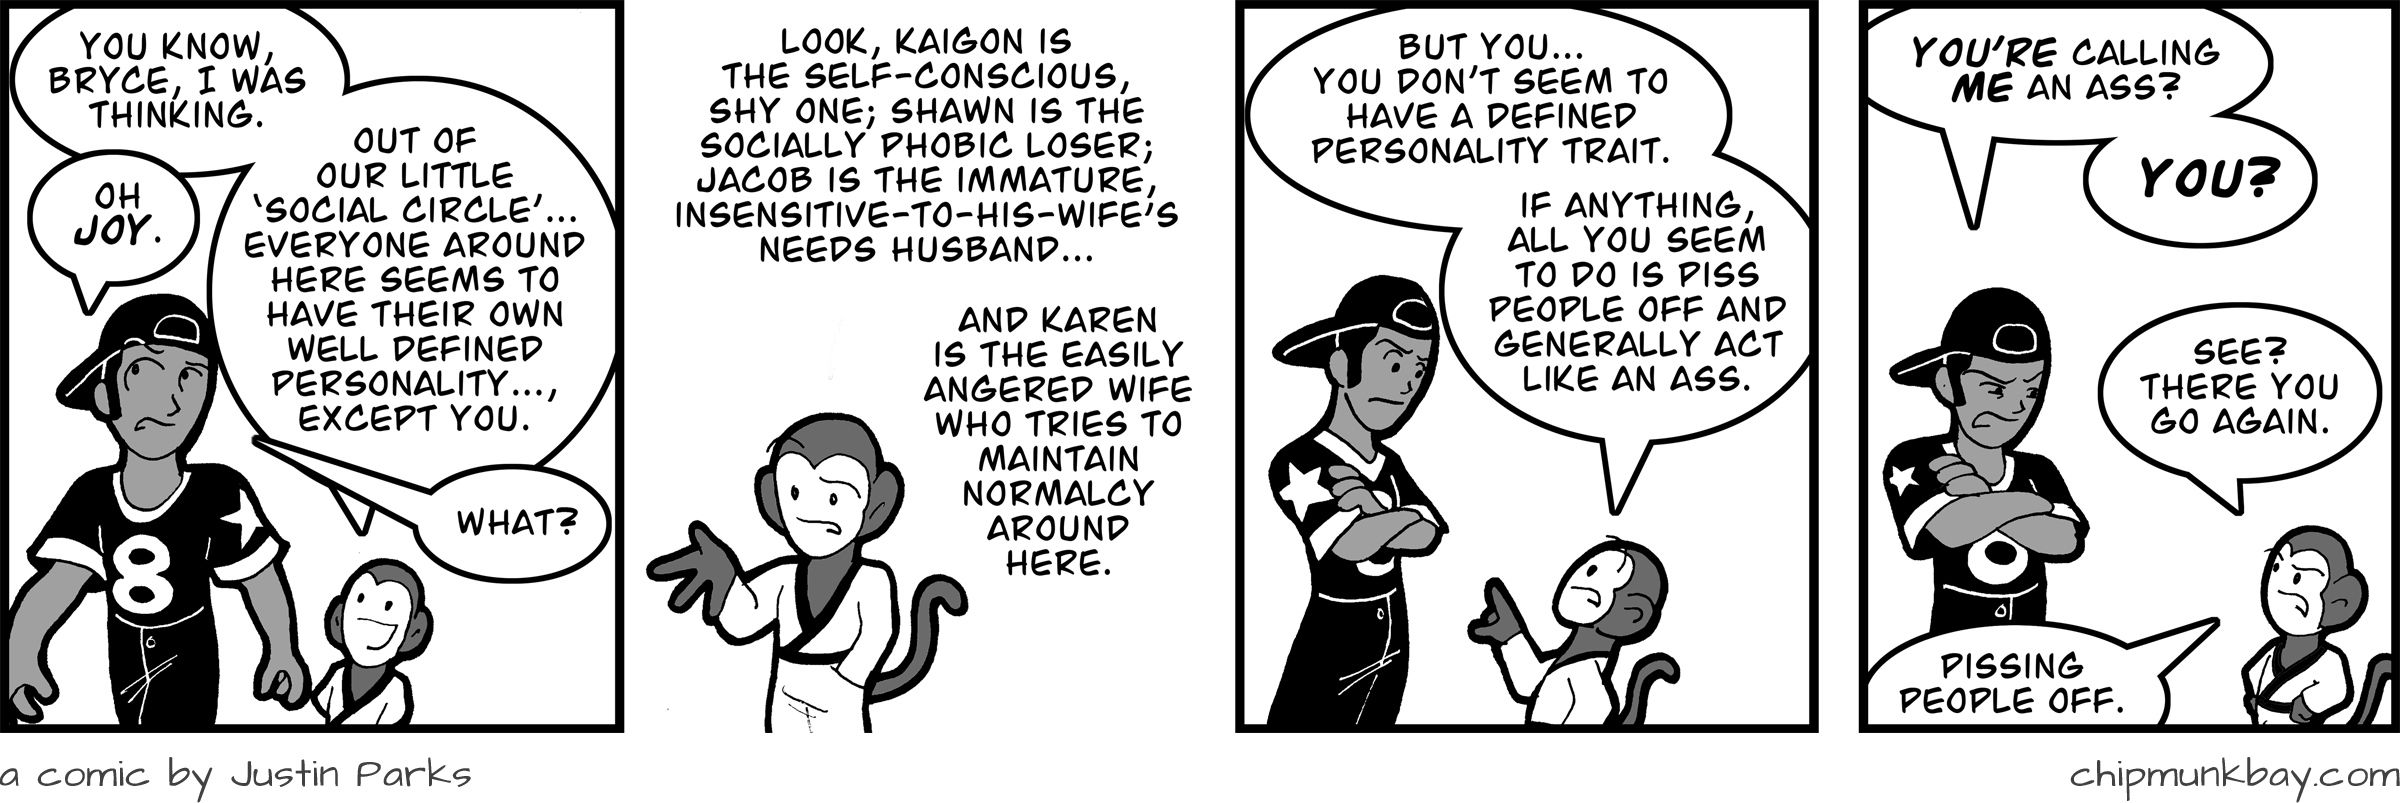 YOU KNOW,
BRYCE, I WAS
THINKING.
OH
JOY.
OUT OF
OUR LITTLE
'SOCIAL CIRCLE'...
EVERYONE AROUND
HERE SEEMS TO
HAVE THEIR OWN
WELL DEFINED
PERSONALITY...,
EXCEPT YOU.
WHAT?
8
LOOK, KAIGON IS
THE SELF-CONSCIOUS,
SHY ONE; SHAWN IS THE
SOCIALLY PHOBIC LOSER;
JACOB IS THE IMMATURE,
INSENSITIVE-TO-HIS-WIFE'S
NEEDS HUSBAND...
AND KAREN
IS THE EASILY
ANGERED WIFE
WHO TRIES TO
MAINTAIN
NORMALCY
AROUND
HERE.
BUT YOU...
YOU DON'T SEEM TO
HAVE A DEFINED
PERSONALITY TRAIT.
IF ANYTHING,
ALL YOU SEEM
TO DO IS PISS
PEOPLE OFF AND
GENERALLY ACT
LIKE AN ASS.
YOU'RE CALLING
ME AN ASS?
YOU?
SEE?
THERE YOU
GO AGAIN.
PISSING
PEOPLE OFF.
a comic by Justin Parks
chipmunkbay.com